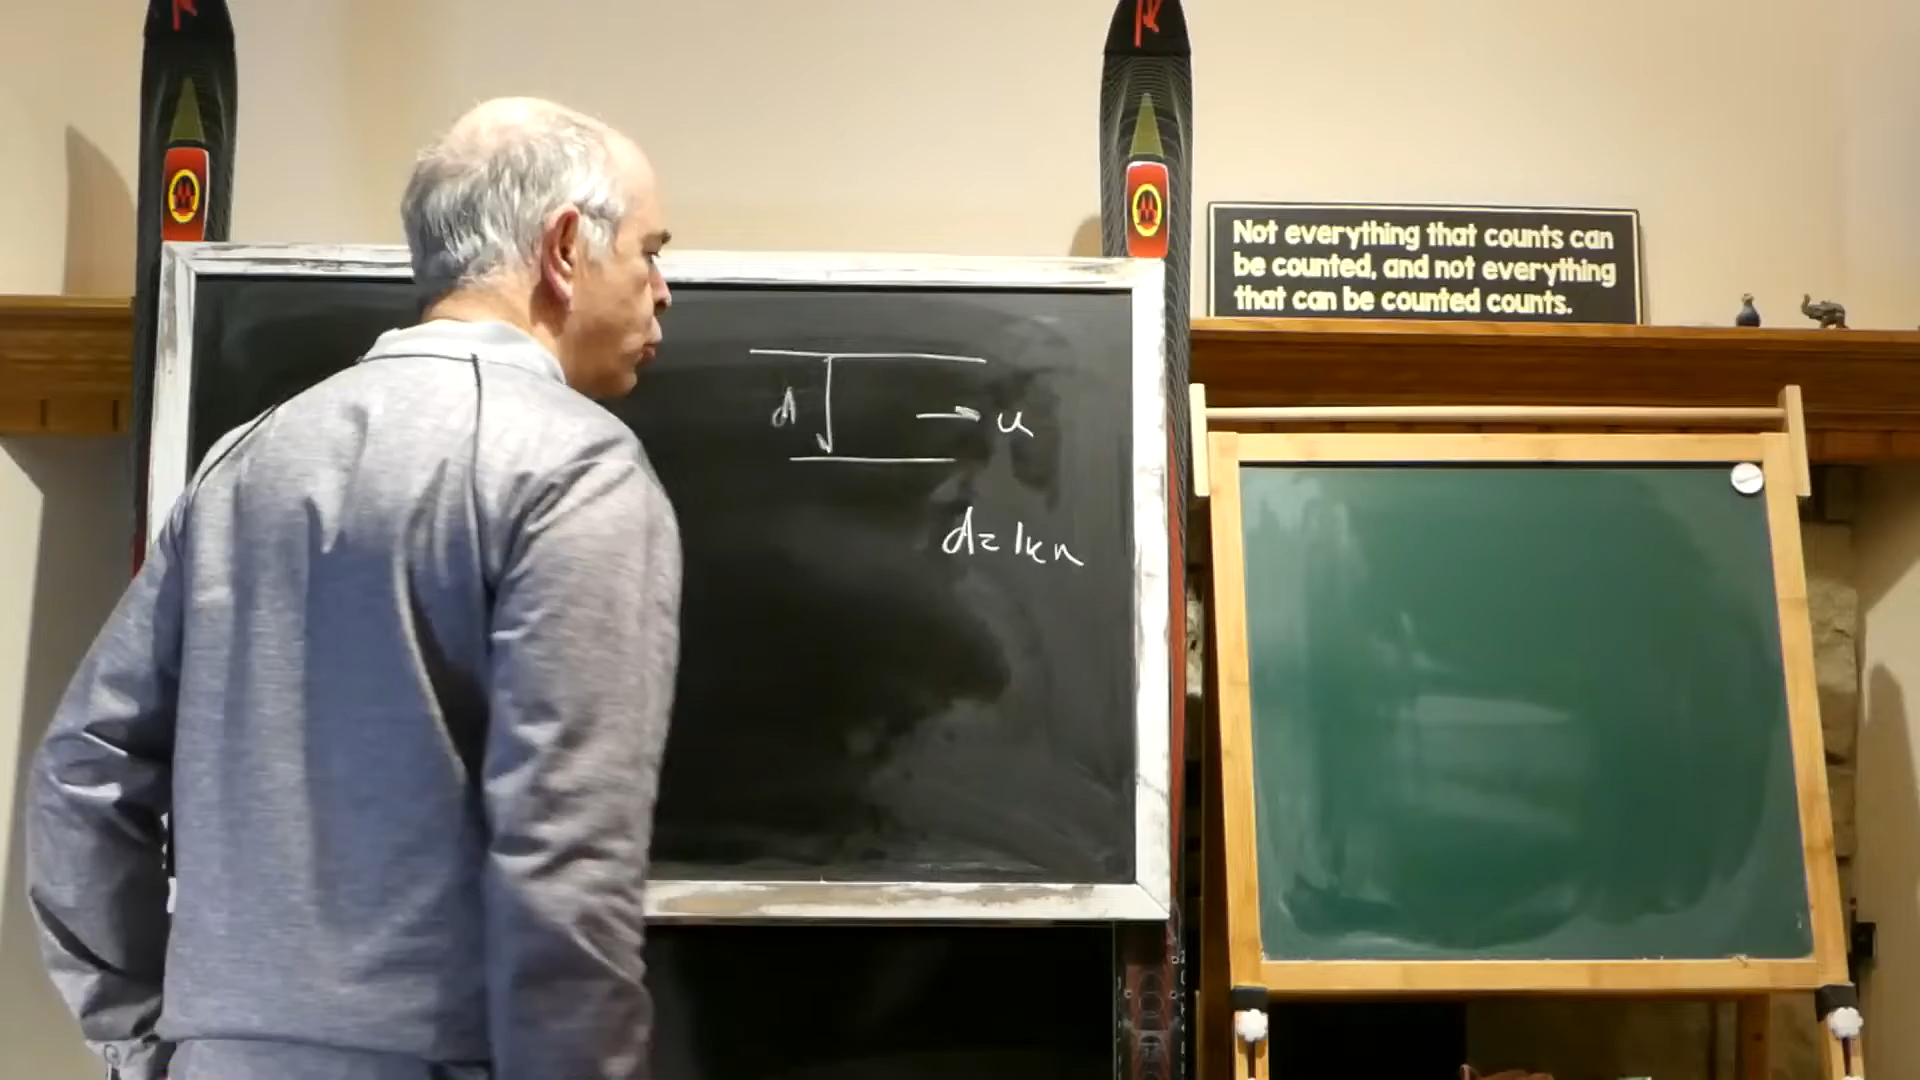 d
u
d = 1km
Not everything that counts can
be counted, and not everything
that can be counted counts.